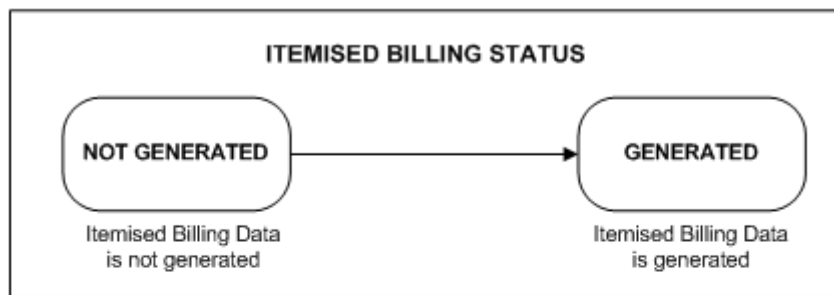 ITEMISED BILLING STATUS
NOT GENERATED
GENERATED
Itemised Billing Data
is not generated
Itemised Billing Data
is generated